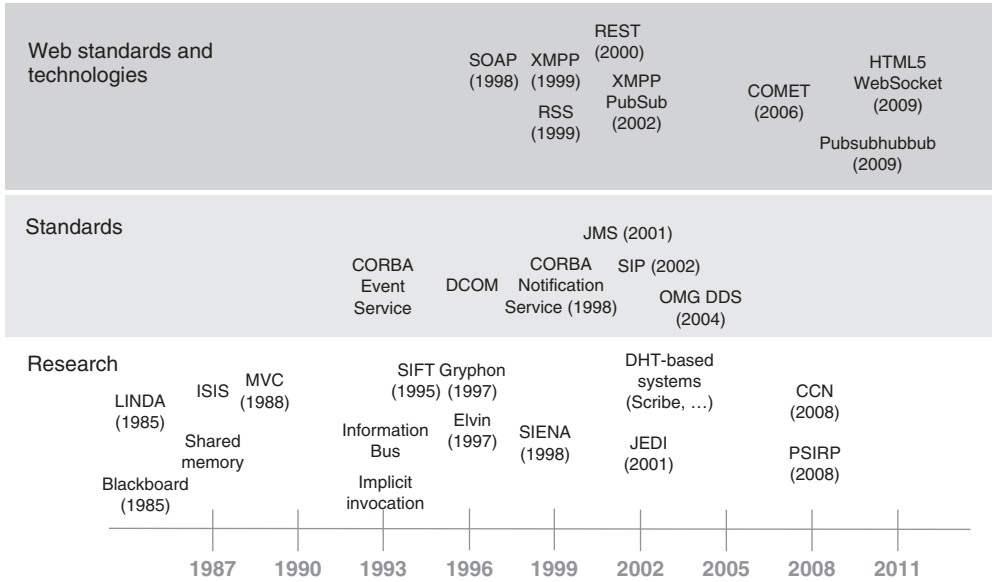 Web standards and
technologies
SOAP
(1998)
XMPP
(1999)
RSS
(1999)
REST
(2000)
XMPP
PubSub
(2002)
COMET
(2006)
HTML5
WebSocket
(2009)
Pubsubhubbub
(2009)
Standards
CORBA
Event
Service
DCOM
CORBA
Notification
Service (1998)
JMS (2001)
SIP (2002)
OMG DDS
(2004)
Research
LINDA
(1985)
Blackboard
(1985)
ISIS
Shared
memory
MVC
(1988)
SIFT
(1995)
Gryphon
(1997)
Information
Bus
Implicit
invocation
Elvin
(1997)
SIENA
(1998)
DHT-based
systems
(Scribe, …)
JEDI
(2001)
CCN
(2008)
PSIRP
(2008)
1987 1990 1993 1996 1999 2002 2005 2008 2011